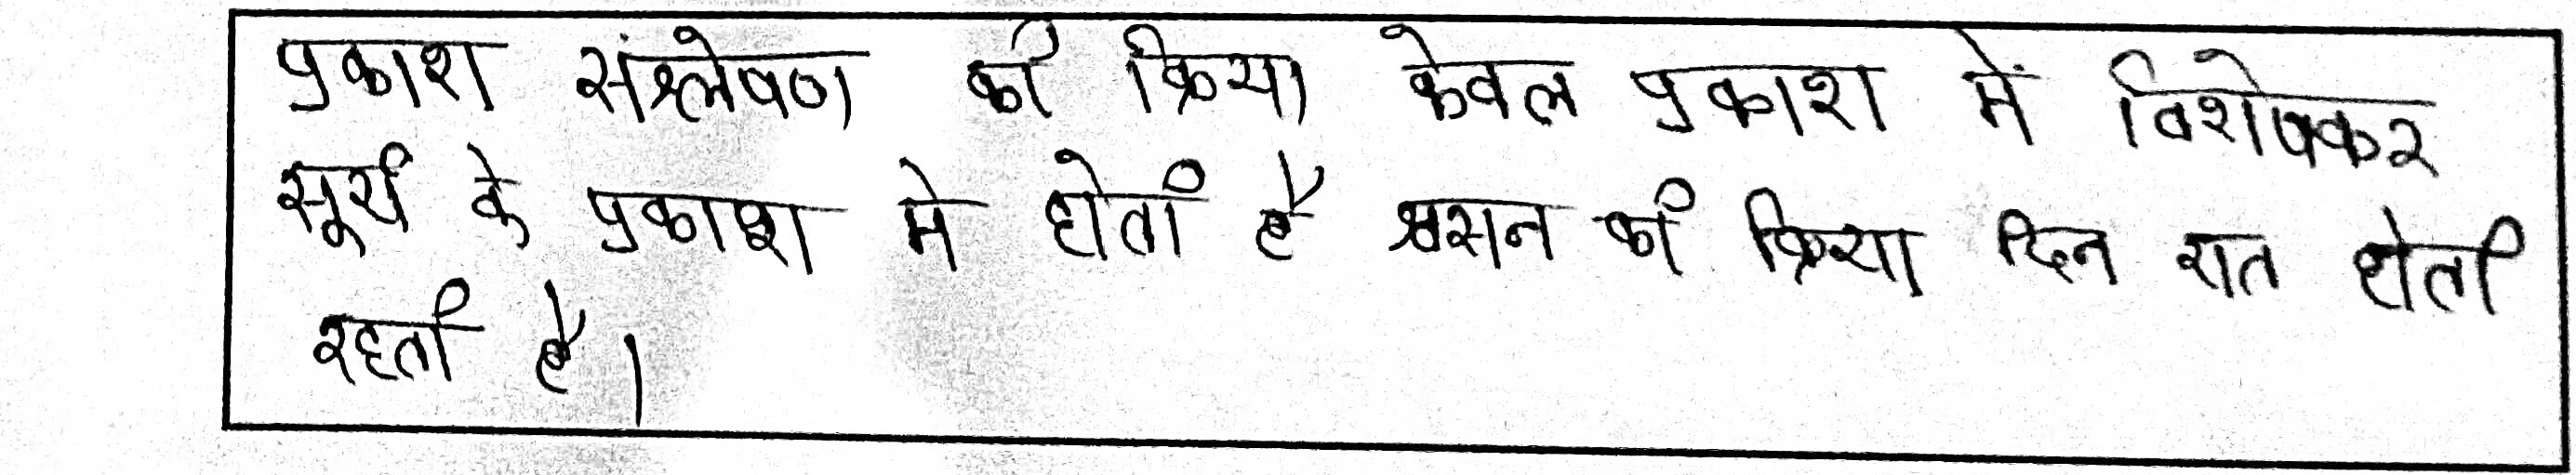 प्रकाश संश्लेषण की क्रिया केवल प्रकाश में विशेषकर
सूर्य के प्रकाश मे होती है श्वसन की क्रिया दिन रात होती
रहती है।